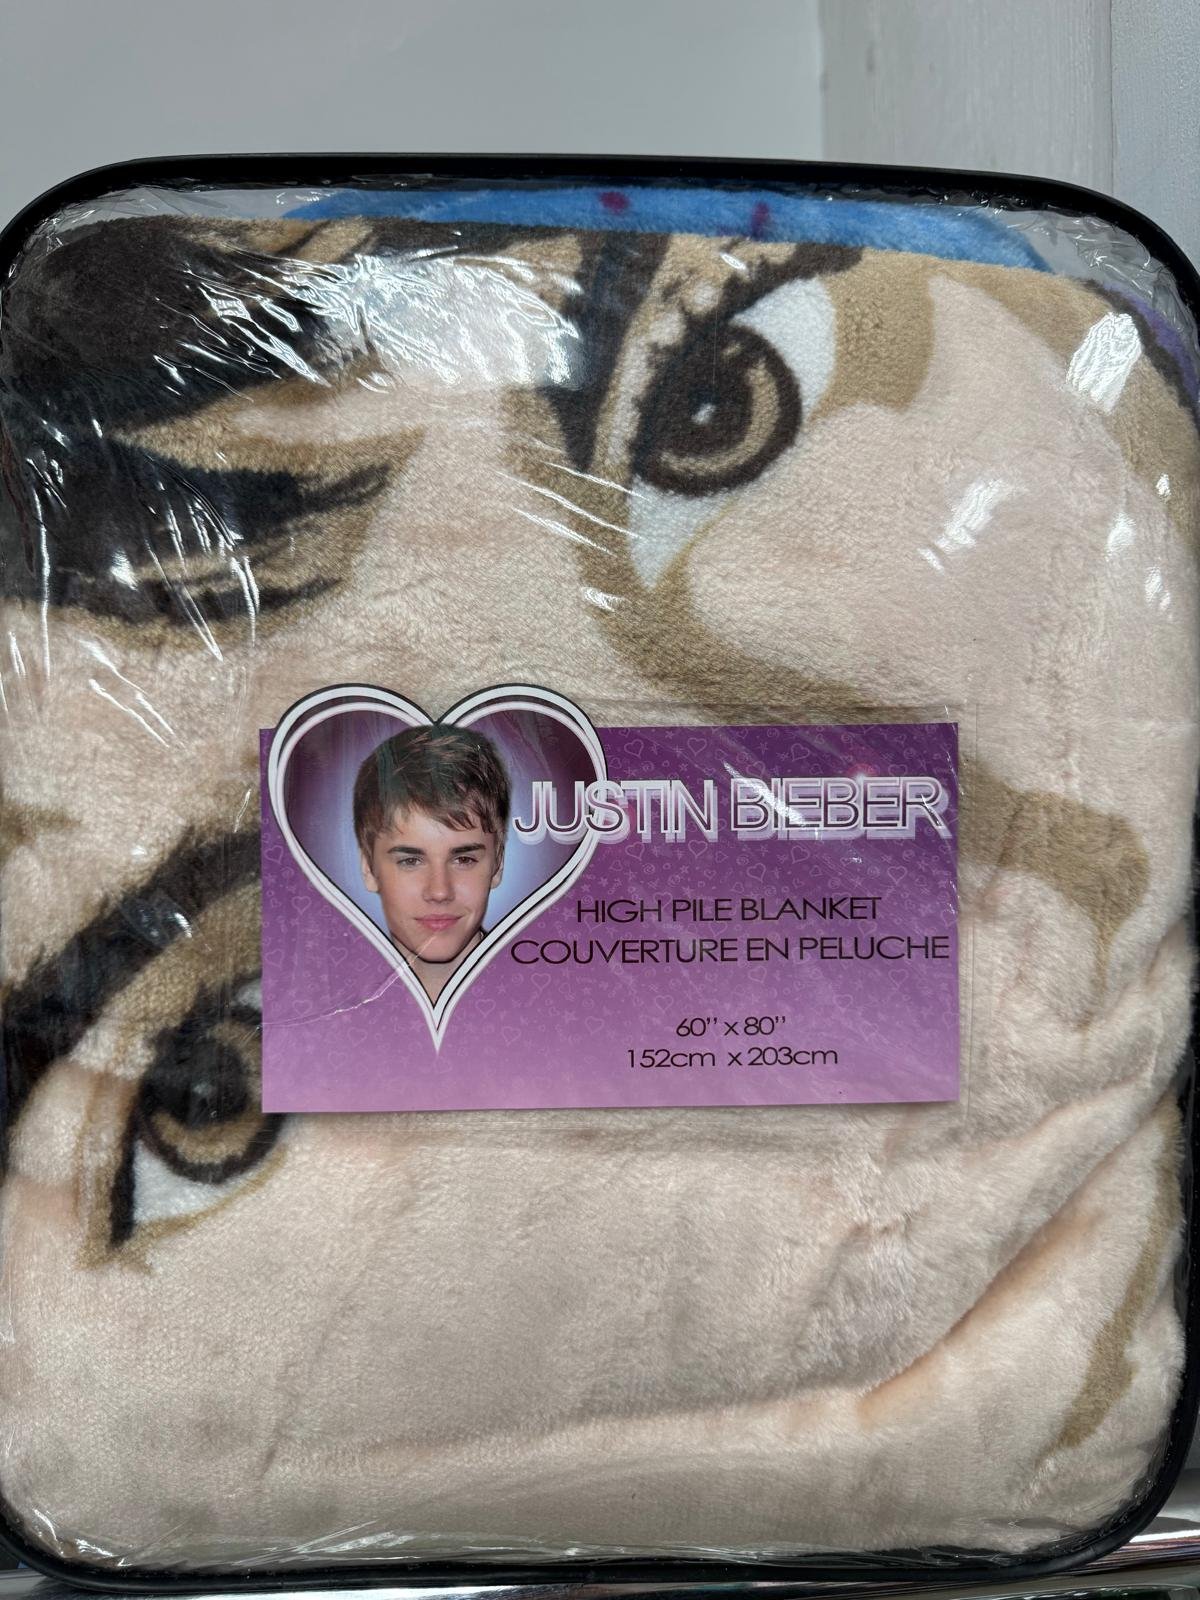 JUSTIN BIEBER
HIGH PILE BLANKET
COUVERTURE EN PELUCHE
60'' x 80''
152cm x 203cm